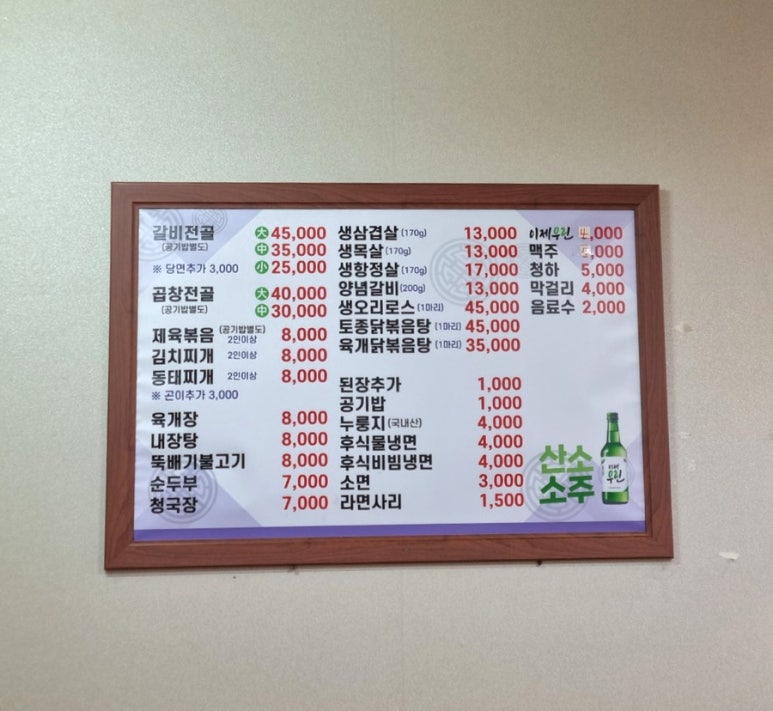 갈비전골 大 45,000
(공기밥별도) 中 35,000
※ 당면추가 3,000 小 25,000
곱창전골 大 40,000
(공기밥별도) 中 30,000
제육볶음 (공기밥별도) 2인이상 8,000
김치찌개 2인이상 8,000
동태찌개 2인이상 8,000
※ 곤이추가 3,000
육개장 8,000
내장탕 8,000
뚝배기불고기 8,000
순두부 7,000
청국장 7,000
생삼겹살 (170g) 13,000
생목살 (170g) 13,000
생항정살 (170g) 17,000
양념갈비 (200g) 13,000
생오리로스 (1마리) 45,000
토종닭볶음탕 (1마리) 45,000
육개닭볶음탕 (1마리) 35,000
된장추가 1,000
공기밥 1,000
누룽지 (국내산) 4,000
후식물냉면 4,000
후식비빔냉면 4,000
소면 3,000
라면사리 1,500
이제우린 4,000
맥주
청하 5,000
막걸리 4,000
음료수 2,000
산소
소주
이제
우린